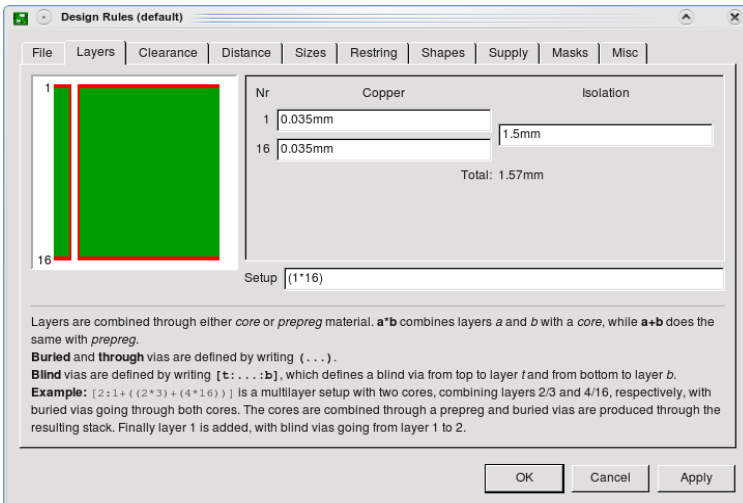 Design Rules (default)
File Layers Clearance Distance Sizes Restring Shapes Supply Masks Misc
1
16
Nr Copper Isolation
1 0.035mm
1.5mm
16 0.035mm
Total: 1.57mm
Setup (1*16)
Layers are combined through either core or prepreg material. a*b combines layers a and b with a core, while a+b does the
same with prepreg.
Buried and through vias are defined by writing (...).
Blind vias are defined by writing [t:...:b], which defines a blind via from top to layer t and from bottom to layer b.
Example: [2:1+((2*3)+(4*16))] is a multilayer setup with two cores, combining layers 2/3 and 4/16, respectively, with
buried vias going through both cores. The cores are combined through a prepreg and buried vias are produced through the
resulting stack. Finally layer 1 is added, with blind vias going from layer 1 to 2.
OK Cancel Apply